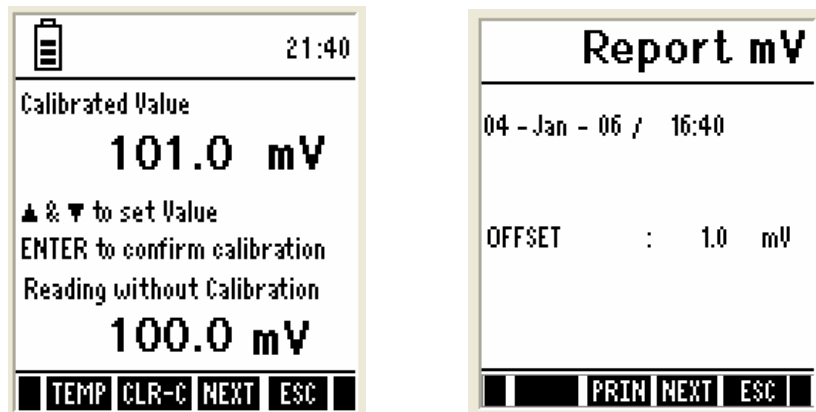 21:40
Calibrated Value
101.0 mV
▲ & ▼ to set Value
ENTER to confirm calibration
Reading without Calibration
100.0 mV
TEMP CLR-C NEXT ESC
Report mV
04 - Jan - 06 / 16:40
OFFSET : 1.0 mV
PRIN NEXT ESC